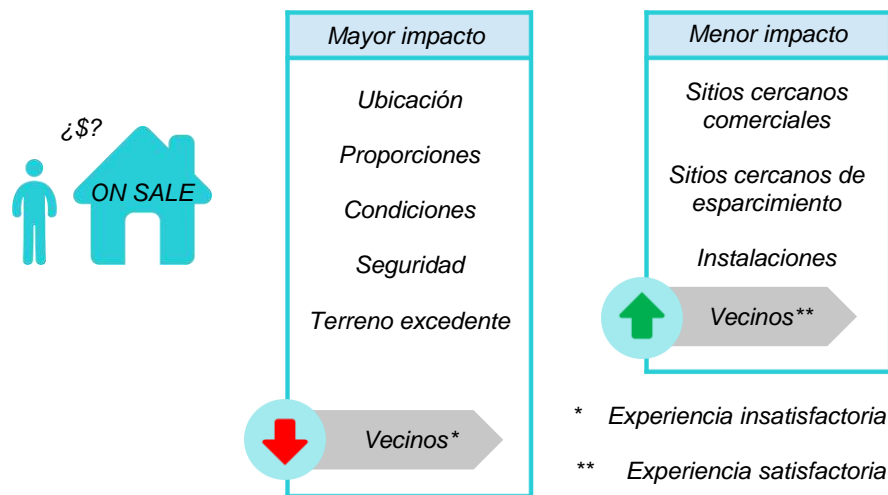 ¿$?
ON SALE
Mayor impacto
Ubicación
Proporciones
Condiciones
Seguridad
Terreno excedente
Vecinos*
Menor impacto
Sitios cercanos
comerciales
Sitios cercanos de
esparcimiento
Instalaciones
Vecinos**
* Experiencia insatisfactoria
** Experiencia satisfactoria